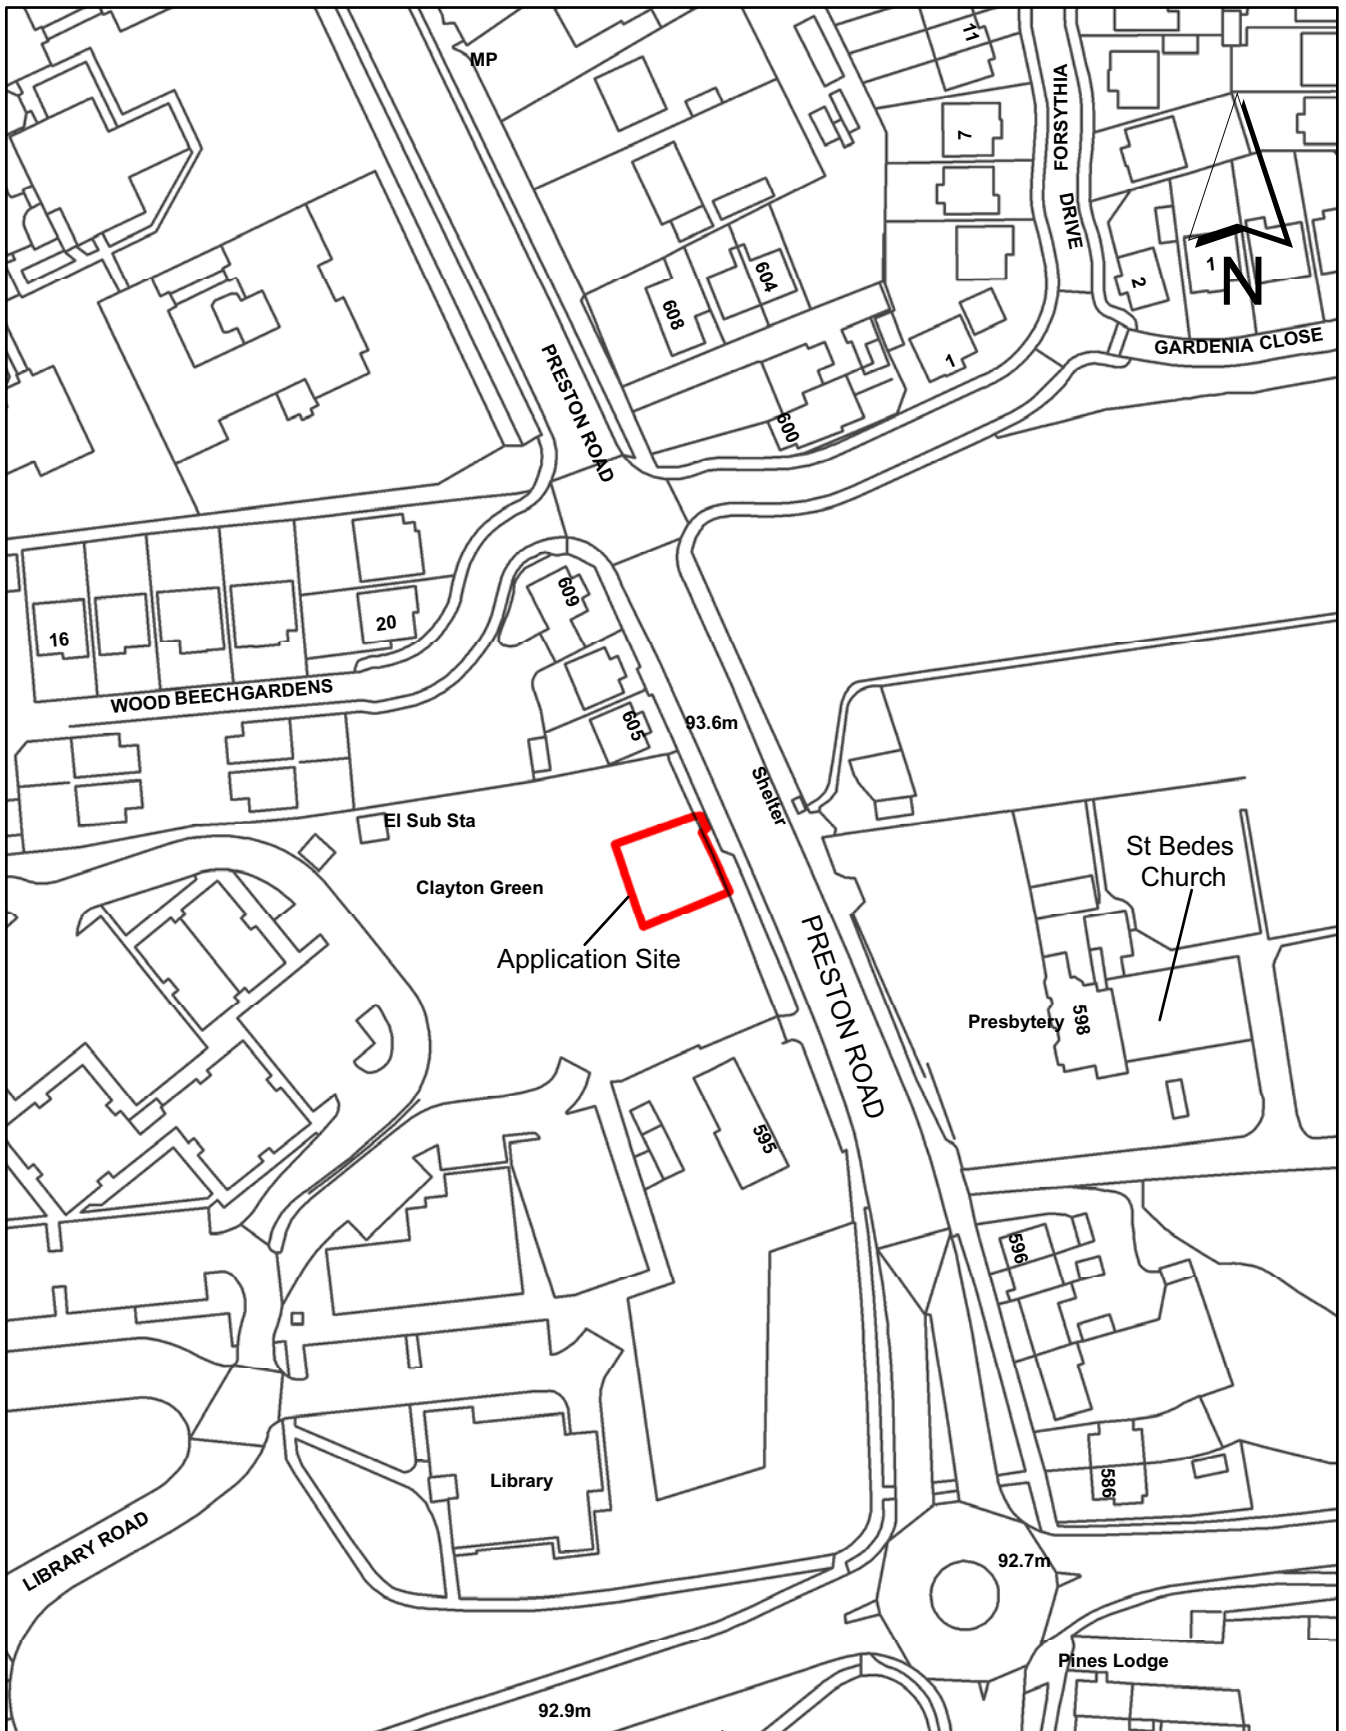 MP
11
FORSYTHIA
DRIVE
7
2
1
N
GARDENIA CLOSE
604
608
1
600
PRESTON ROAD
609
16
20
WOOD BEECHGARDENS
605
93.6m
Shelter
El Sub Sta
Clayton Green
Application Site
St Bedes
Church
PRESTON ROAD
Presbytery
598
595
596
Library
586
LIBRARY ROAD
92.7m
Pines Lodge
92.9m